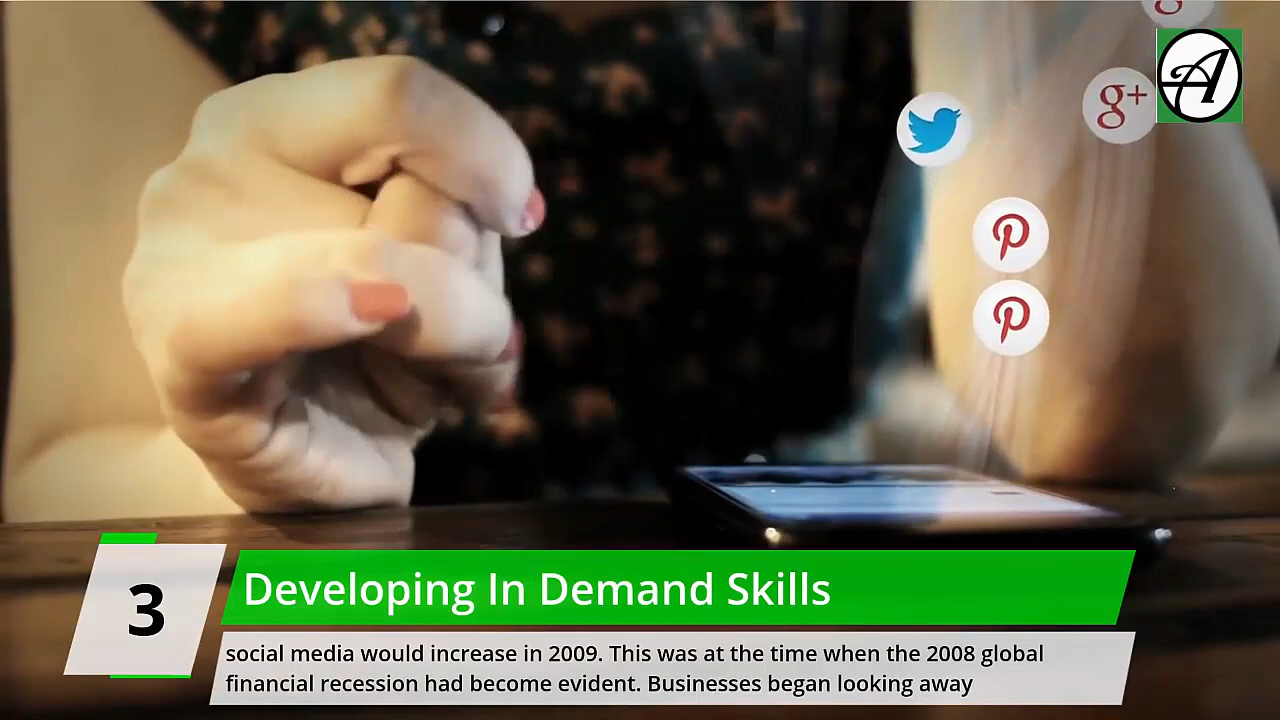 g
A
g+
3
Developing In Demand Skills
social media would increase in 2009. This was at the time when the 2008 global
financial recession had become evident. Businesses began looking away